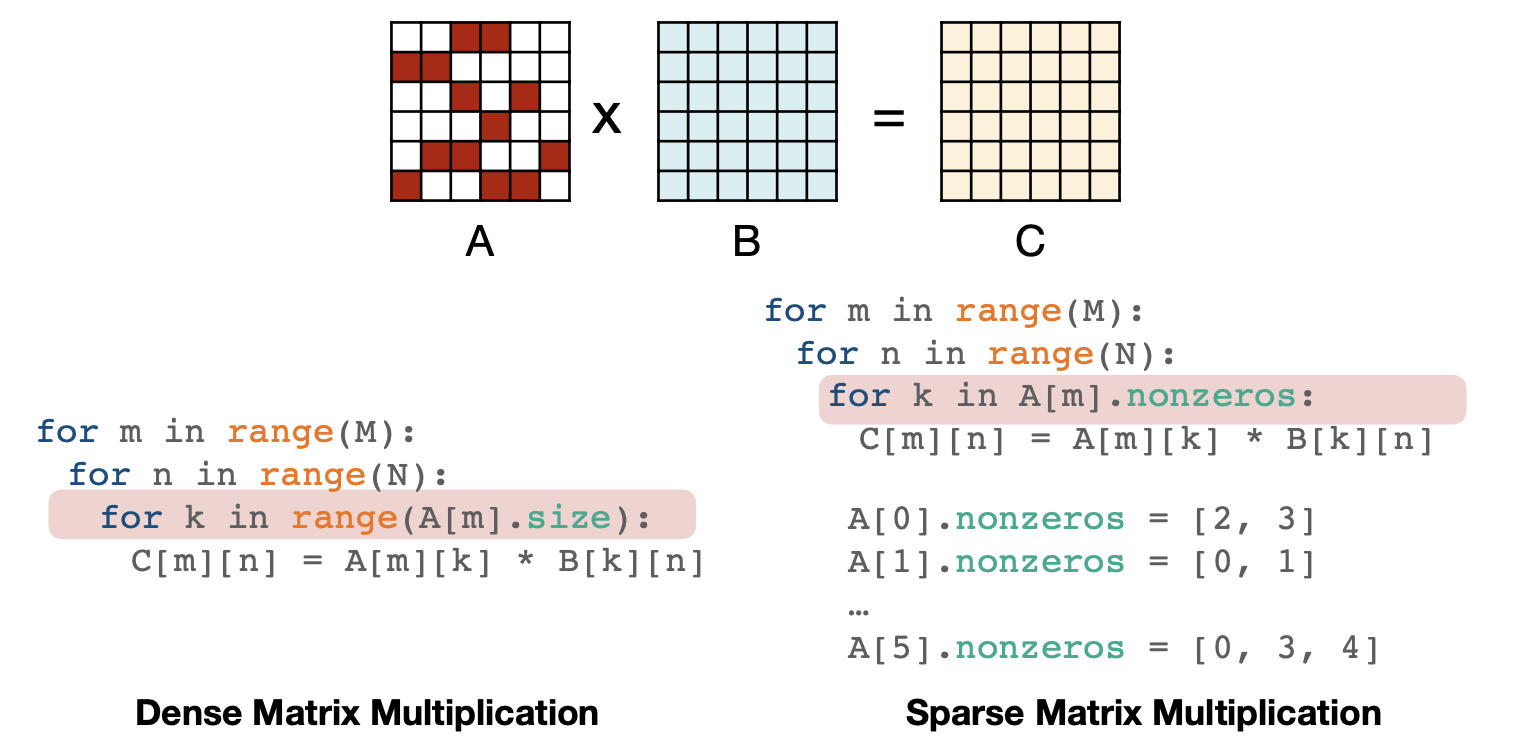 x
=
A
B
C
for m in range(M):
for n in range(N):
for k in range(A[m].size):
C[m][n] = A[m][k] * B[k][n]
Dense Matrix Multiplication
for m in range(M):
for n in range(N):
for k in A[m].nonzeros:
C[m][n] = A[m][k] * B[k][n]
A[0].nonzeros = [2, 3]
A[1].nonzeros = [0, 1]
…
A[5].nonzeros = [0, 3, 4]
Sparse Matrix Multiplication